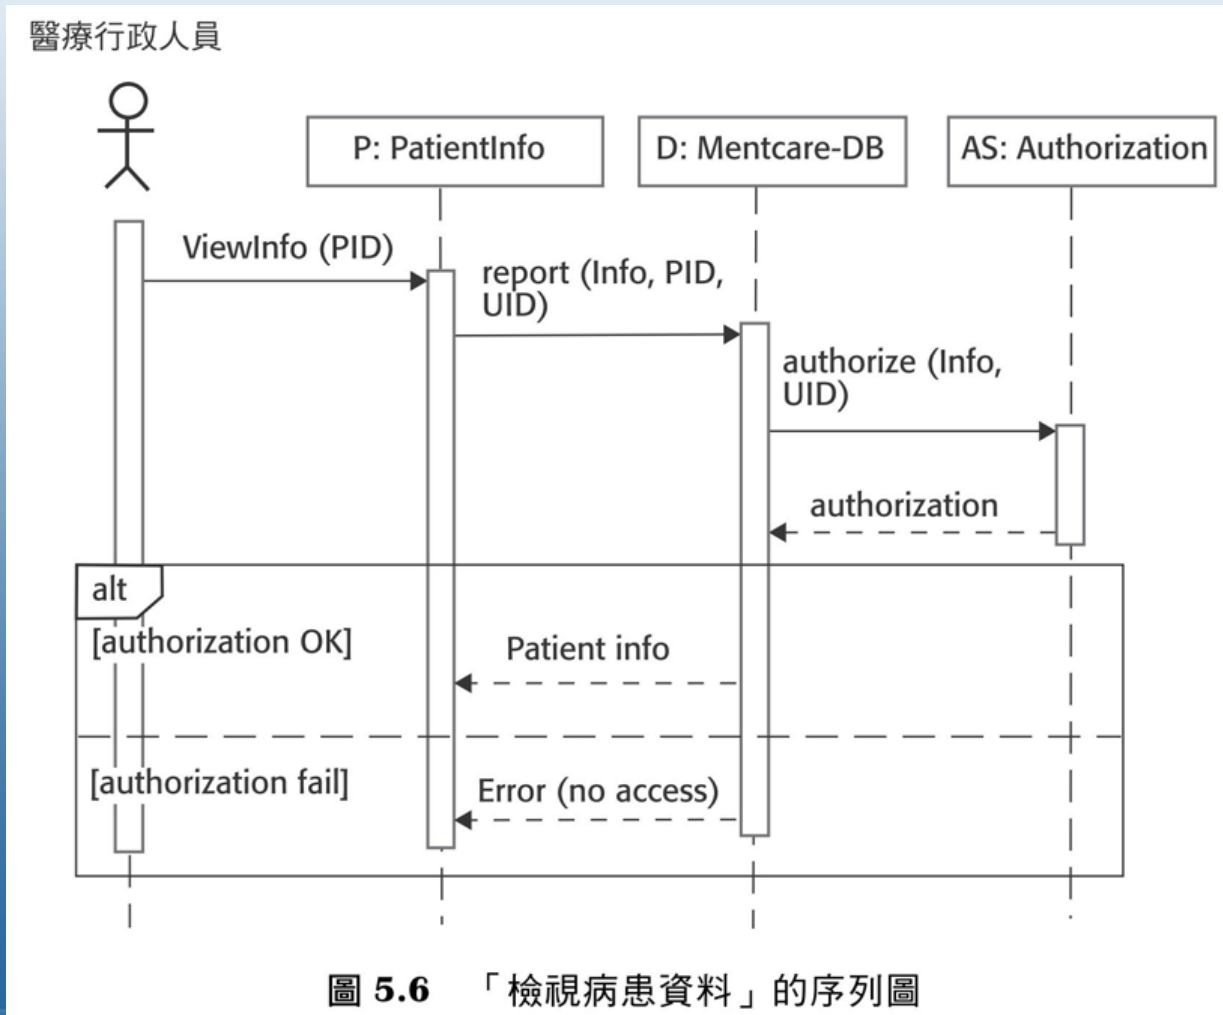 醫療行政人員
P: PatientInfo
D: Mentcare-DB
AS: Authorization
ViewInfo (PID)
report (Info, PID,
UID)
authorize (Info,
UID)
authorization
alt
[authorization OK]
Patient info
[authorization fail]
Error (no access)
圖 5.6 「檢視病患資料」的序列圖